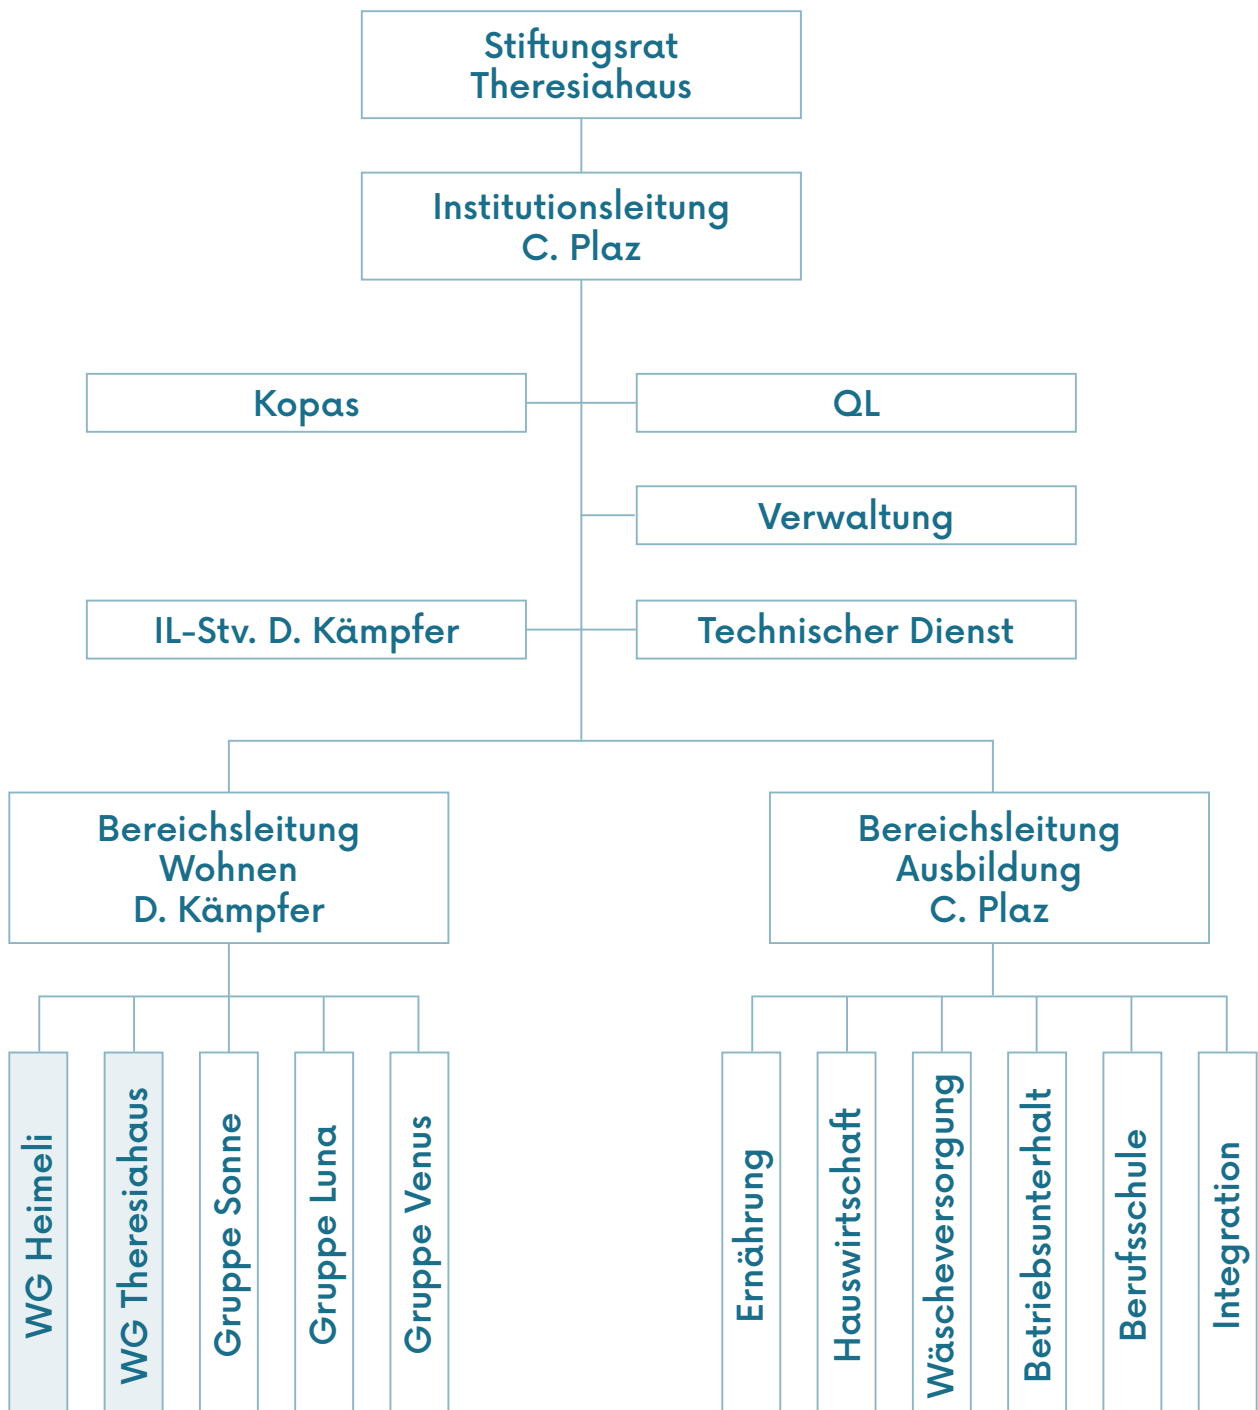 Stiftungsrat
Theresiahaus
Institutionsleitung
C. Plaz
Kopas
QL
Verwaltung
IL-Stv. D. Kämpfer
Technischer Dienst
Bereichsleitung
Wohnen
D. Kämpfer
Bereichsleitung
Ausbildung
C. Plaz
WG Heimeli
WG Theresiahaus
Gruppe Sonne
Gruppe Luna
Gruppe Venus
Ernährung
Hauswirtschaft
Wäscheversorgung
Betriebsunterhalt
Berufsschule
Integration